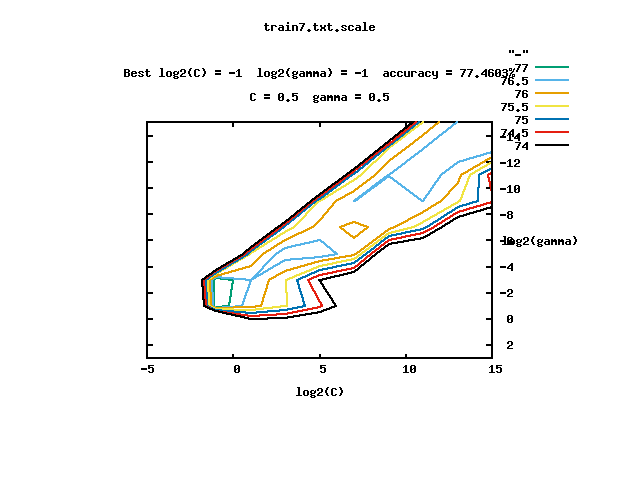 train7.txt.scale
"-"
Best log2(C) = -1  log2(gamma) = -1  accuracy = 77.4603%
77
76.5
C = 0.5  gamma = 0.5
76
75.5
75
74.5
74
-14
-12
-10
-8
-6
log2(gamma)
-4
-2
0
2
-5 0 5 10 15
log2(C)